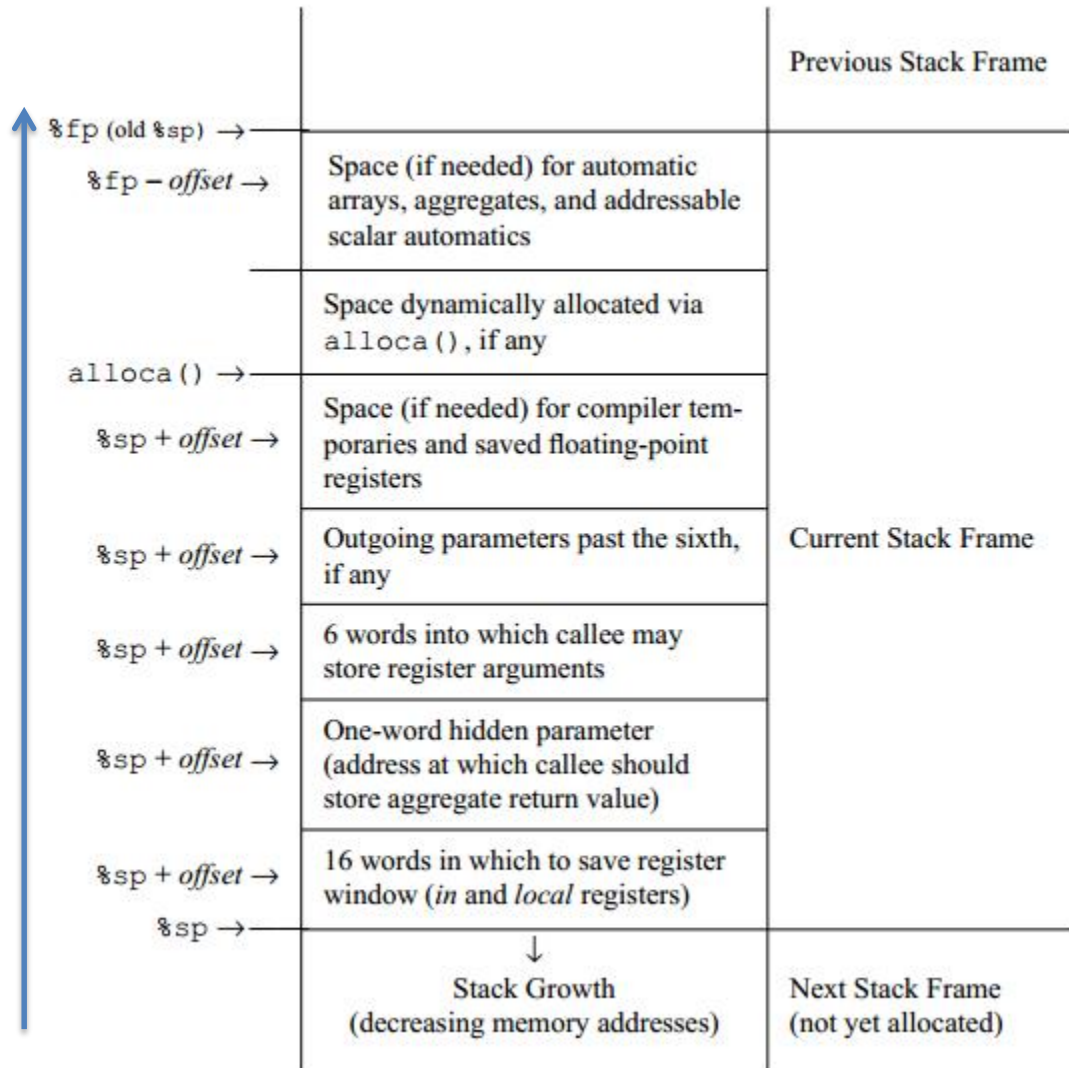 Previous Stack Frame
%fp (old %sp) →
%fp – offset →
Space (if needed) for automatic
arrays, aggregates, and addressable
scalar automatics
Space dynamically allocated via
alloca(), if any
alloca() →
%sp + offset →
Space (if needed) for compiler tem-
poraries and saved floating-point
registers
%sp + offset →
Outgoing parameters past the sixth,
if any
Current Stack Frame
%sp + offset →
6 words into which callee may
store register arguments
%sp + offset →
One-word hidden parameter
(address at which callee should
store aggregate return value)
%sp + offset →
16 words in which to save register
window (in and local registers)
%sp →
↓
Stack Growth
(decreasing memory addresses)
Next Stack Frame
(not yet allocated)